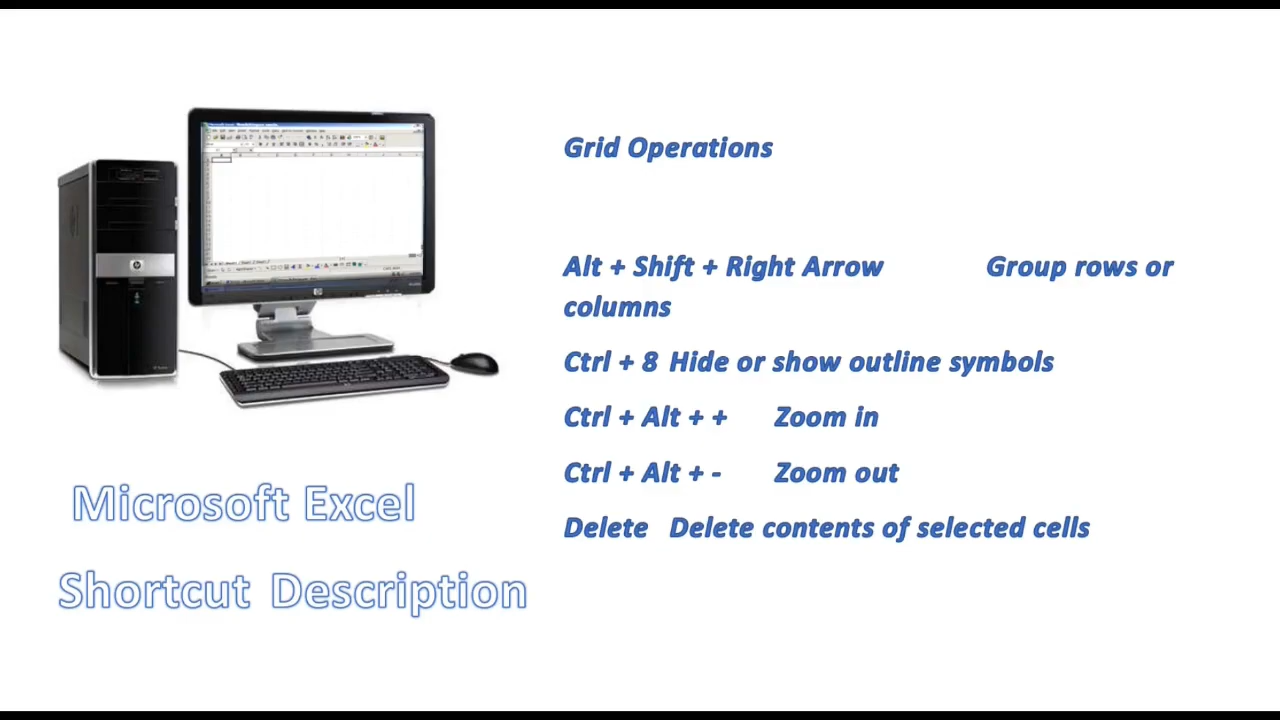 Grid Operations
Alt + Shift + Right Arrow Group rows or
columns
Ctrl + 8 Hide or show outline symbols
Ctrl + Alt + + Zoom in
Ctrl + Alt + - Zoom out
Delete Delete contents of selected cells
Microsoft Excel
Shortcut Description